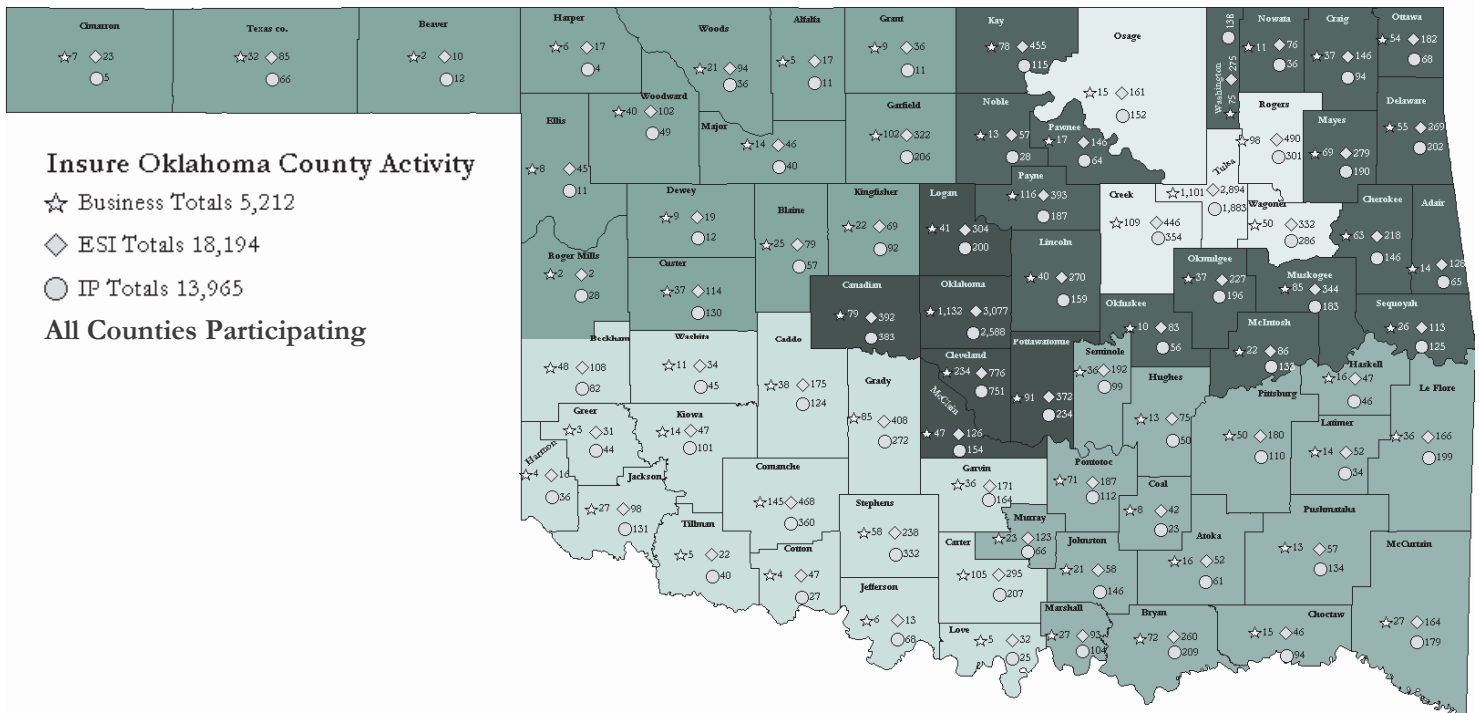 Cimarron
7 23
5
Texas co.
32 85
66
Beaver
2 10
12
Harper
6 17
4
Woods
21 94
36
Alfalfa
5 17
11
Grant
9 36
11
Kay
78 455
115
Osage
15 161
152
Washington
75 275
138
Nowata
11 76
36
Craig
37 146
94
Ottawa
54 182
68
Ellis
8 45
11
Woodward
40 102
49
Major
14 46
40
Garfield
102 322
206
Noble
13 57
28
Pawnee
17 146
64
Rogers
98 490
301
Mayes
69 279
190
Delaware
55 269
202
Insure Oklahoma County Activity
Business Totals 5,212
ESI Totals 18,194
IP Totals 13,965
All Counties Participating
Dewey
9 19
12
Blaine
25 79
57
Kingfisher
22 69
92
Logan
41 304
200
Payne
116 393
187
Creek
109 446
354
Tulsa
1,101 2,894
1,883
Wagoner
50 332
286
Cherokee
63 218
146
Adair
14 128
65
Roger Mills
2 2
28
Custer
37 114
130
Canadian
79 392
383
Oklahoma
1,132 3,077
2,588
Lincoln
40 270
159
Okmulgee
37 227
196
Muskogee
85 344
183
Sequoyah
26 113
125
Okfuskee
10 83
56
McIntosh
22 86
133
Beckham
48 108
82
Washita
11 34
45
Caddo
38 175
124
Grady
85 408
272
Cleveland
234 776
751
McClain
47 126
154
Pottawatomie
91 372
234
Seminole
36 192
99
Hughes
13 75
50
Pittsburg
50 180
110
Haskell
16 47
46
Le Flore
36 166
199
Latimer
14 52
34
Greer
3 31
44
Kiowa
14 47
101
Harmon
4 16
36
Jackson
27 98
131
Comanche
145 468
360
Tillman
5 22
40
Cotton
4 47
27
Stephens
58 238
332
Garvin
36 171
164
Pontotoc
71 187
112
Coal
8 42
23
Pushmataha
13 57
134
McCurtain
27 164
179
Murray
23 123
66
Carter
105 295
207
Johnston
21 58
146
Atoka
16 52
61
Jefferson
6 13
68
Love
5 32
25
Marshall
27 93
104
Bryan
72 260
209
Choctaw
15 46
94